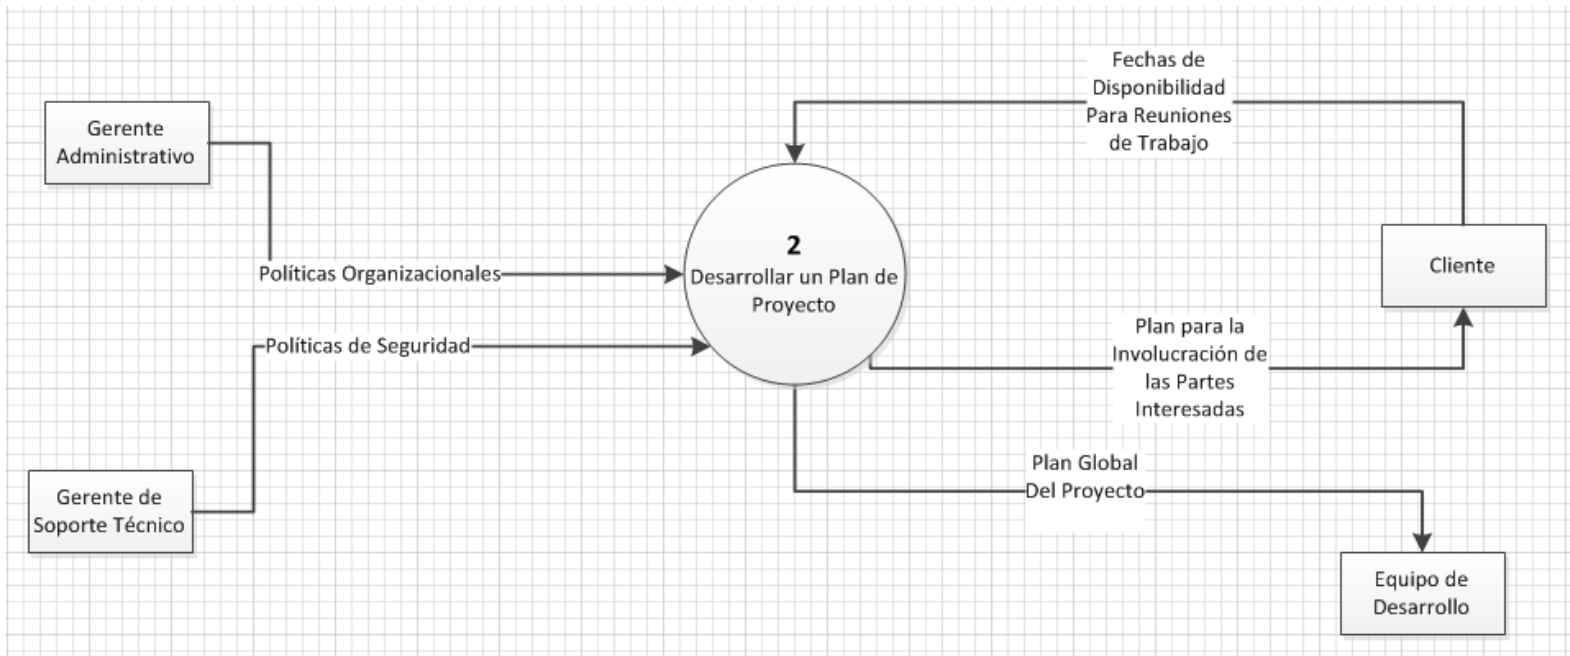 Gerente
Administrativo
Políticas Organizacionales
Políticas de Seguridad
Gerente de
Soporte Técnico
2
Desarrollar un Plan de
Proyecto
Fechas de
Disponibilidad
Para Reuniones
de Trabajo
Cliente
Plan para la
Involucración de
las Partes
Interesadas
Plan Global
Del Proyecto
Equipo de
Desarrollo